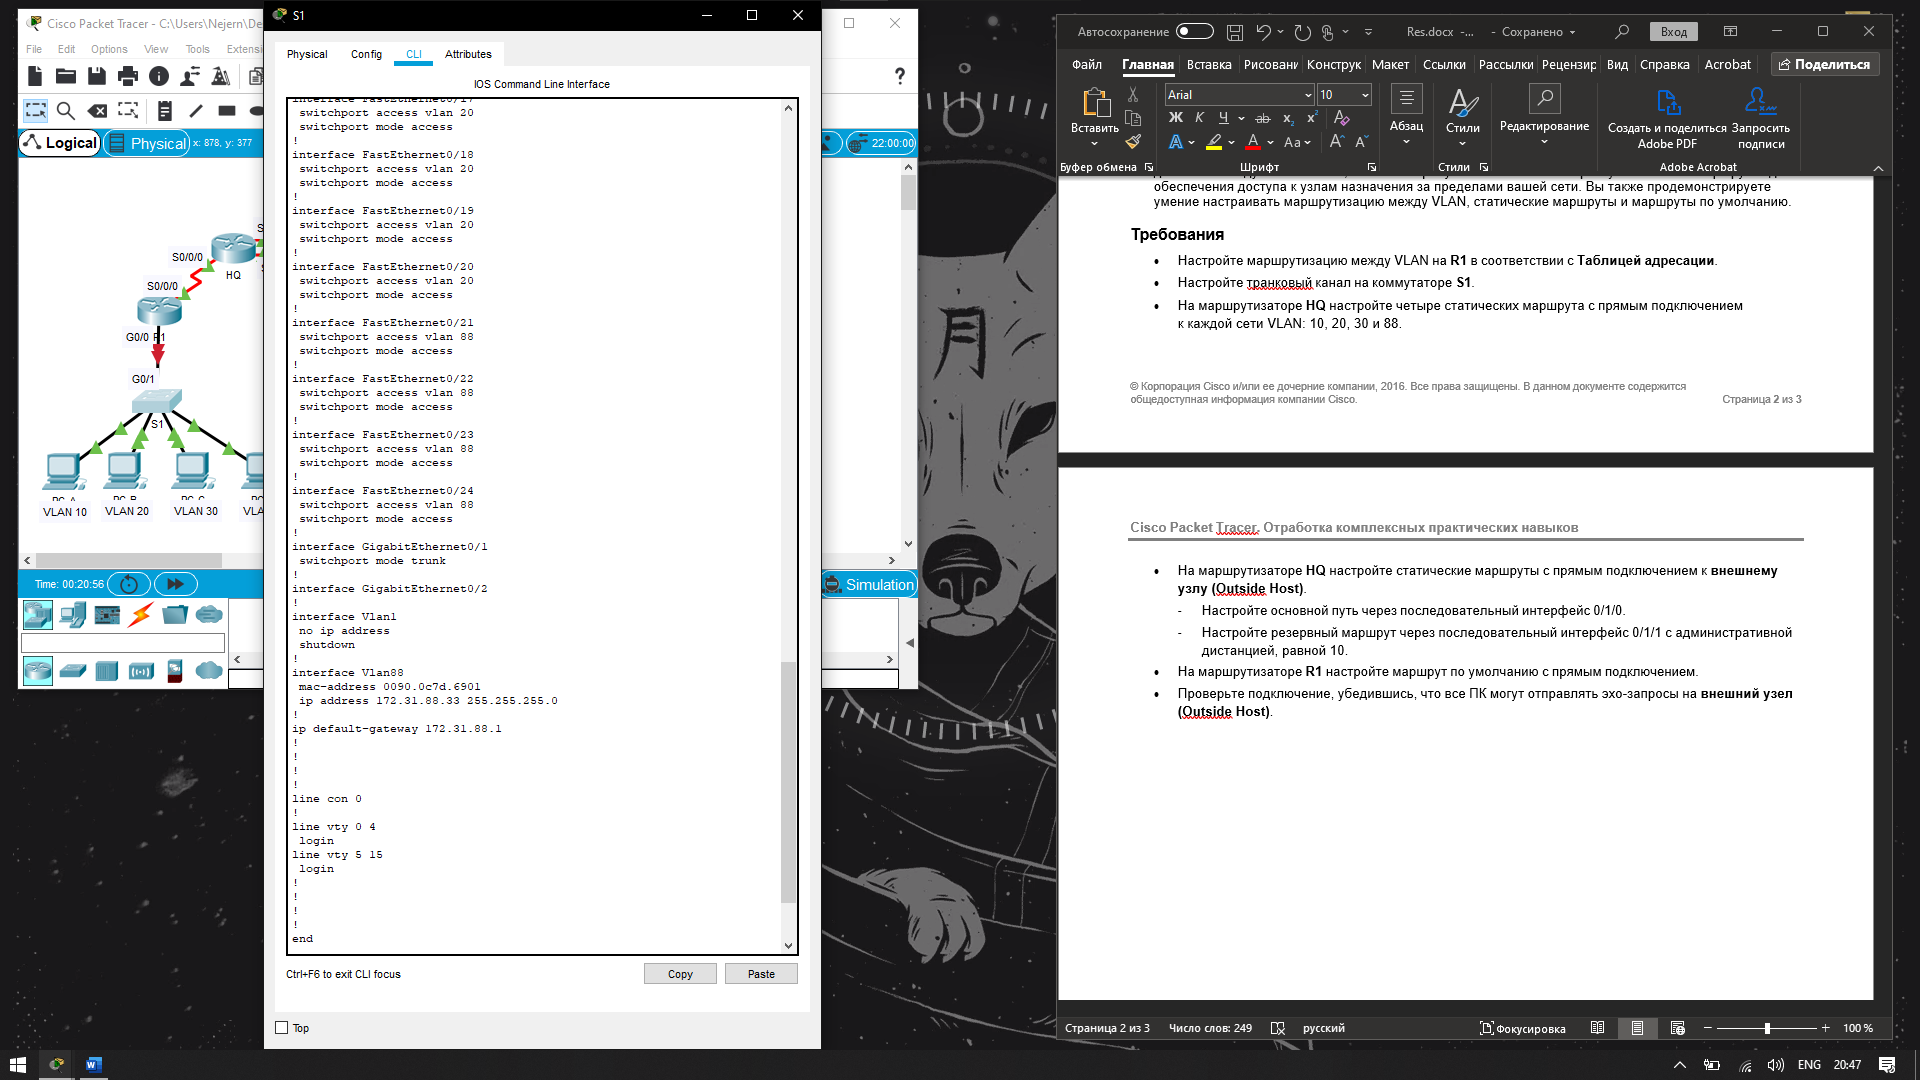 Cisco Packet Tracer - C:\Users\Nejern\De
File Edit Options View Tools Extensi
Logical
Physical x: 878, y: 377
S0/0/0
HQ
S0/0/0
G0/0 R1
G0/1
S1
VLAN 10 VLAN 20 VLAN 30 VLA
Time: 00:20:56
22:00:00
Simulation
?
S1
Physical Config CLI Attributes
IOS Command Line Interface
interface FastEthernet0/17
switchport access vlan 20
switchport mode access
!
interface FastEthernet0/18
switchport access vlan 20
switchport mode access
!
interface FastEthernet0/19
switchport access vlan 20
switchport mode access
!
interface FastEthernet0/20
switchport access vlan 20
switchport mode access
!
interface FastEthernet0/21
switchport access vlan 88
switchport mode access
!
interface FastEthernet0/22
switchport access vlan 88
switchport mode access
!
interface FastEthernet0/23
switchport access vlan 88
switchport mode access
!
interface FastEthernet0/24
switchport access vlan 88
switchport mode access
!
interface GigabitEthernet0/1
switchport mode trunk
!
interface GigabitEthernet0/2
!
interface Vlan1
no ip address
shutdown
!
interface Vlan88
mac-address 0090.0c7d.6901
ip address 172.31.88.33 255.255.255.0
!
ip default-gateway 172.31.88.1
!
!
!
!
line con 0
!
line vty 0 4
login
line vty 5 15
login
!
!
!
!
end
Ctrl+F6 to exit CLI focus
Copy
Paste
Top
月
Автосохранение
Res.docx -... - Сохранено
Вход
Файл Главная Вставка Рисовани Конструк Макет Ссылки Рассылки Рецензир Вид Справка Acrobat Поделиться
Вставить
Arial 10
Ж К Ч ab x₂ x²
A Aa A A
Абзац
Стили
Редактирование
Создать и поделиться Adobe PDF
Запросить подписи
Буфер обмена Шрифт Стили Adobe Acrobat
обеспечения доступа к узлам назначения за пределами вашей сети. Вы также продемонстрируете
умение настраивать маршрутизацию между VLAN, статические маршруты и маршруты по умолчанию.
Требования
• Настройте маршрутизацию между VLAN на R1 в соответствии с Таблицей адресации.
• Настройте транковый канал на коммутаторе S1.
• На маршрутизаторе HQ настройте четыре статических маршрута с прямым подключением
к каждой сети VLAN: 10, 20, 30 и 88.
© Корпорация Cisco и/или ее дочерние компании, 2016. Все права защищены. В данном документе содержится
общедоступная информация компании Cisco. Страница 2 из 3
Cisco Packet Tracer. Отработка комплексных практических навыков
• На маршрутизаторе HQ настройте статические маршруты с прямым подключением к внешнему
узлу (Outside Host).
- Настройте основной путь через последовательный интерфейс 0/1/0.
- Настройте резервный маршрут через последовательный интерфейс 0/1/1 с административной
дистанцией, равной 10.
• На маршрутизаторе R1 настройте маршрут по умолчанию с прямым подключением.
• Проверьте подключение, убедившись, что все ПК могут отправлять эхо-запросы на внешний узел
(Outside Host).
Страница 2 из 3 Число слов: 249 русский Фокусировка 100 %
ENG 20:47